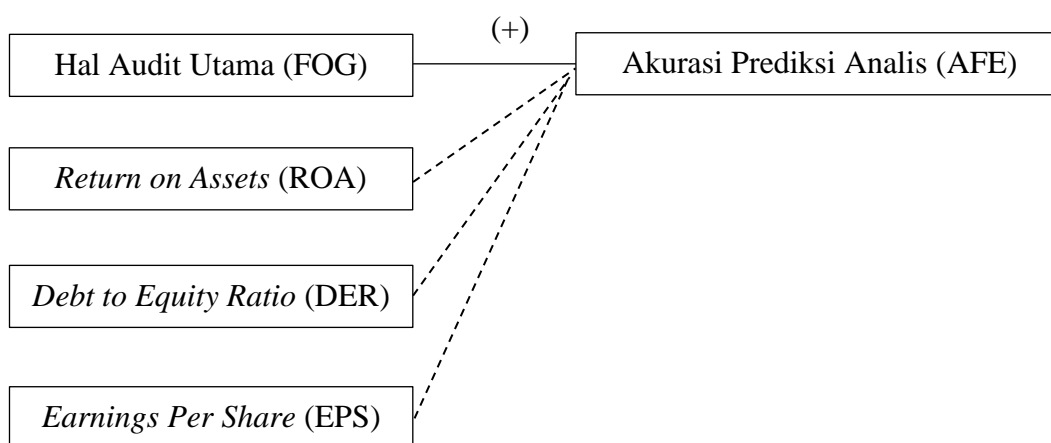 (+)
Hal Audit Utama (FOG)
Akurasi Prediksi Analis (AFE)
Return on Assets (ROA)
Debt to Equity Ratio (DER)
Earnings Per Share (EPS)